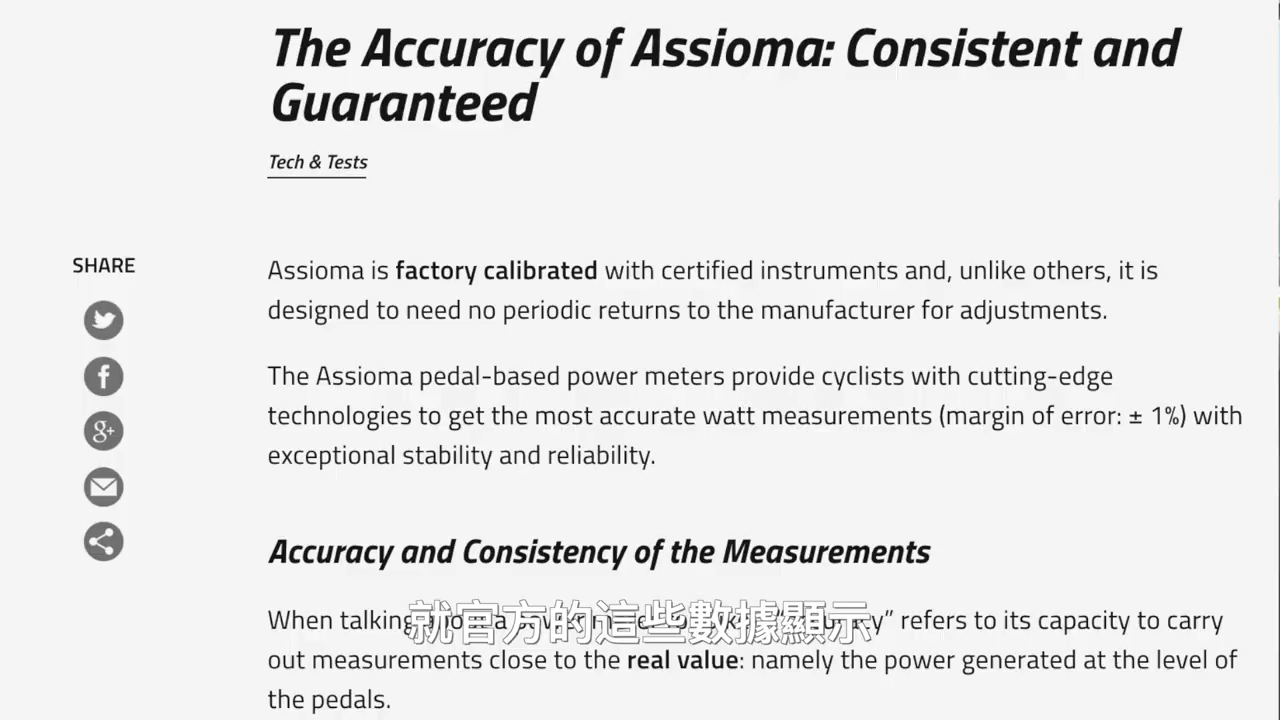 The Accuracy of Assioma: Consistent and
Guaranteed
Tech & Tests
SHARE
Assioma is factory calibrated with certified instruments and, unlike others, it is
designed to need no periodic returns to the manufacturer for adjustments.
The Assioma pedal-based power meters provide cyclists with cutting-edge
technologies to get the most accurate watt measurements (margin of error: ± 1%) with
exceptional stability and reliability.
Accuracy and Consistency of the Measurements
When talking refers to its capacity to carry
就官方的這些數據顯示
out measurements close to the real value: namely the power generated at the level of
the pedals.